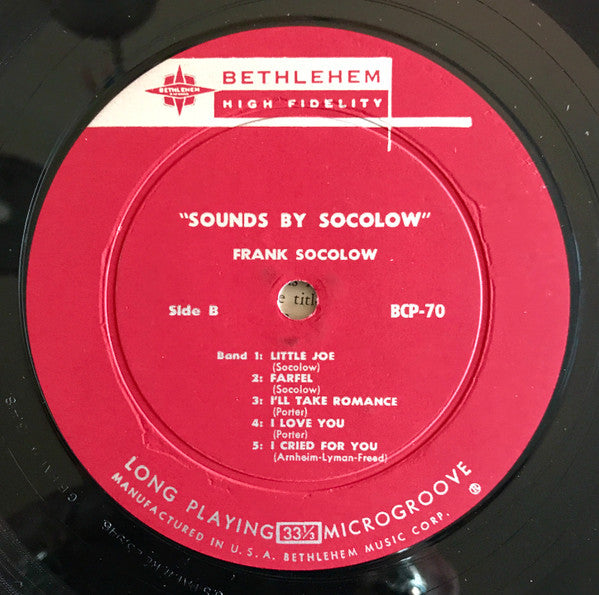 BETHLEHEM
BETHLEHEM
HIGH FIDELITY
"SOUNDS BY SOCOLOW"
FRANK SOCOLOW
Side B
BCP-70
titl
Band 1: LITTLE JOE
(Socolow)
2: FARFEL
(Socolow)
3: I'LL TAKE ROMANCE
(Porter)
4: I LOVE YOU
(Porter)
5: I CRIED FOR YOU
(Arnheim-Lyman-Freed)
LONG PLAYING 33⅓ MICROGROOVE ®
MANUFACTURED IN U.S.A. BETHLEHEM MUSIC CORP.